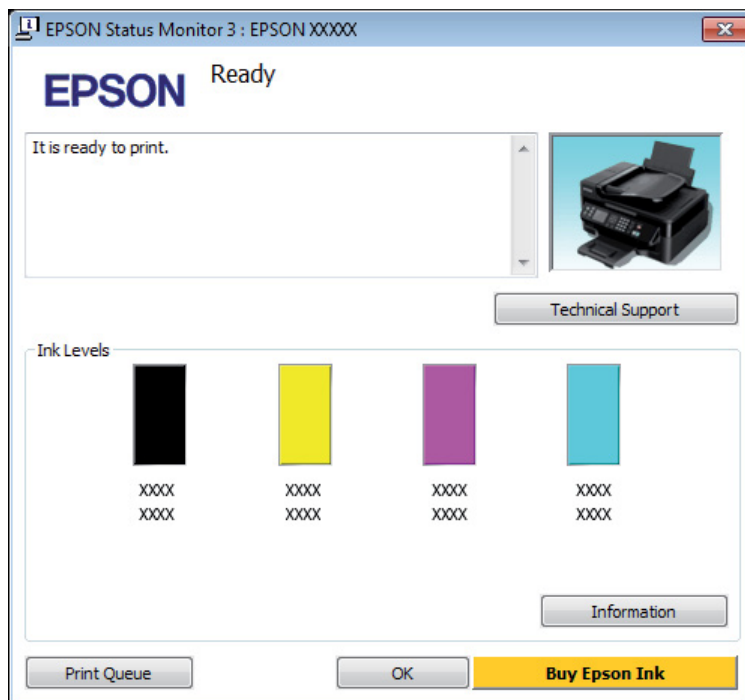 EPSON Status Monitor 3 : EPSON XXXXX
EPSON
Ready
It is ready to print.
Technical Support
Ink Levels
XXXX XXXX XXXX XXXX
XXXX XXXX XXXX XXXX
Information
Print Queue OK Buy Epson Ink